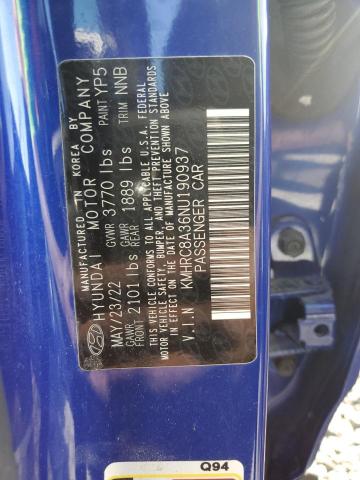 MANUFACTURED IN KOREA BY
HYUNDAI MOTOR COMPANY
MAY/23/22 GVWR 3770 lbs PAINT YP5
GAWR FRONT 2101 lbs GAWR REAR 1889 lbs TRIM NNB
THIS VEHICLE CONFORMS TO ALL APPLICABLE U.S.A. FEDERAL
MOTOR VEHICLE SAFETY, BUMPER, AND THEFT PREVENTION
STANDARDS IN EFFECT ON THE DATE OF MANUFACTURE
SHOWN ABOVE.
V.I.N KMHRC8A36NU190937
PASSENGER CAR
Q94